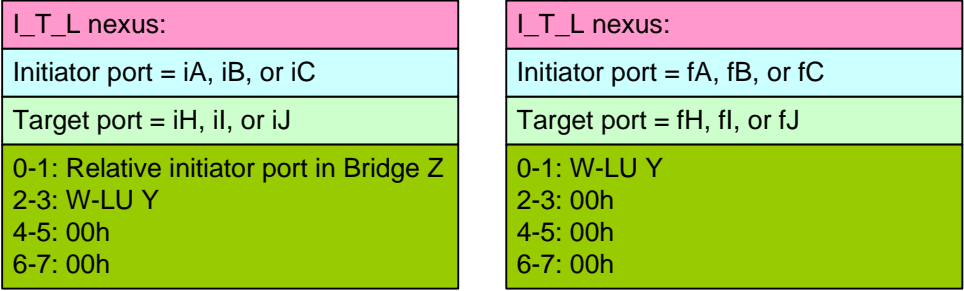 I_T_L nexus:
Initiator port = iA, iB, or iC
Target port = iH, iI, or iJ
0-1: Relative initiator port in Bridge Z
2-3: W-LU Y
4-5: 00h
6-7: 00h
I_T_L nexus:
Initiator port = fA, fB, or fC
Target port = fH, fI, or fJ
0-1: W-LU Y
2-3: 00h
4-5: 00h
6-7: 00h